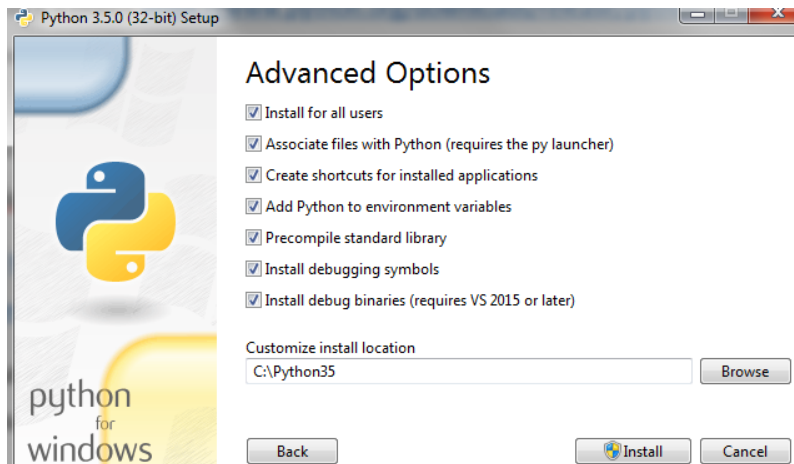 Python 3.5.0 (32-bit) Setup
Advanced Options
Install for all users
Associate files with Python (requires the py launcher)
Create shortcuts for installed applications
Add Python to environment variables
Precompile standard library
Install debugging symbols
Install debug binaries (requires VS 2015 or later)
Customize install location
C:\Python35
Browse
python
for
windows
Back
Install
Cancel